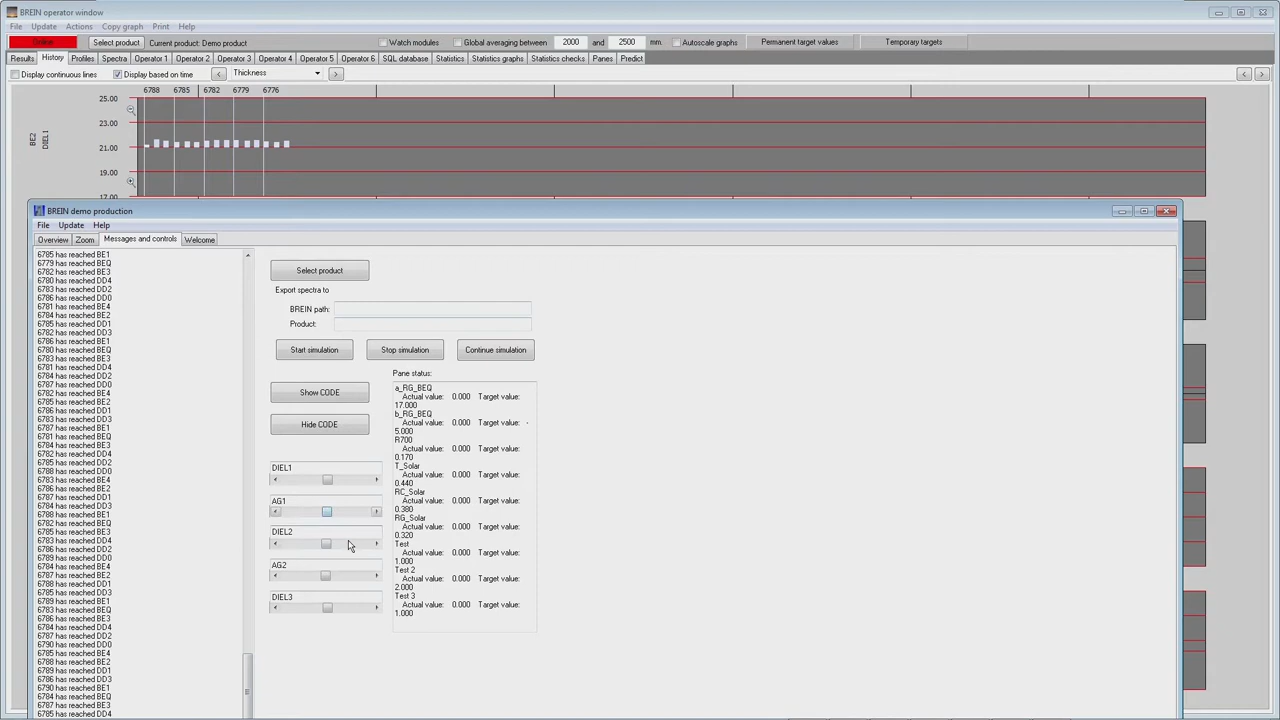 BREIN operator window
File Update Actions Copy graph Print Help
Online Select product Current product: Demo product Watch modules Global averaging between 2000 and 2500 mm Autoscale graphs Permanent target values Temporary targets
Results History Profiles Spectra Operator 1 Operator 2 Operator 3 Operator 4 Operator 5 Operator 6 SQL database Statistics Statistics graphs Statistics checks Panes Predict
Display continuous lines Display based on time < Thickness > < >
6788 6785 6782 6779 6776
25.00
23.00
BE2
DIEL1
21.00
19.00
17.00
BREIN demo production
File Update Help
Overview Zoom Messages and controls Welcome
6785 has reached BE1
6779 has reached BEQ
6782 has reached BE3
6780 has reached DD4
6783 has reached DD2
6786 has reached DD0
6781 has reached BE4
6784 has reached BE2
6785 has reached DD1
6782 has reached DD3
6786 has reached BE1
6780 has reached BEQ
6783 has reached BE3
6781 has reached DD4
6784 has reached DD2
6787 has reached DD0
6782 has reached BE4
6785 has reached BE2
6786 has reached DD1
6783 has reached DD3
6787 has reached BE1
6781 has reached BEQ
6784 has reached BE3
6782 has reached DD4
6785 has reached DD2
6788 has reached DD0
6783 has reached BE4
6786 has reached BE2
6787 has reached DD1
6784 has reached DD3
6788 has reached BE1
6782 has reached BEQ
6785 has reached BE3
6783 has reached DD4
6786 has reached DD2
6789 has reached DD0
6784 has reached BE4
6787 has reached BE2
6788 has reached DD1
6785 has reached DD3
6789 has reached BE1
6783 has reached BEQ
6786 has reached BE3
6784 has reached DD4
6787 has reached DD2
6790 has reached DD0
6785 has reached BE4
6788 has reached BE2
6789 has reached DD1
6786 has reached DD3
6790 has reached BE1
6784 has reached BEQ
6787 has reached BE3
6785 has reached DD4
Select product
Export spectra to
BREIN path:
Product:
Start simulation Stop simulation Continue simulation
Show CODE
Hide CODE
DIEL1
AG1
DIEL2
AG2
DIEL3
Pane status:
a_RG_BEQ
Actual value: 0.000 Target value:
17.000
b_RG_BEQ
Actual value: 0.000 Target value: -
5.000
R700
Actual value: 0.000 Target value:
0.170
T_Solar
Actual value: 0.000 Target value:
0.440
RC_Solar
Actual value: 0.000 Target value:
0.380
RG_Solar
Actual value: 0.000 Target value:
0.320
Test
Actual value: 0.000 Target value:
1.000
Test 2
Actual value: 0.000 Target value:
2.000
Test 3
Actual value: 0.000 Target value:
1.000